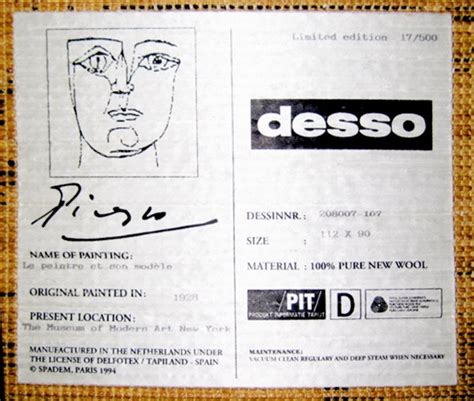 Limited edition 17/500
desso
Picasso
DESSINNR.: 208007-107
SIZE : 112 X 90
MATERIAL : 100% PURE NEW WOOL
NAME OF PAINTING:
Le peintre et son modèle
ORIGINAL PAINTED IN: 1928
PRESENT LOCATION:
The Museum of Modern Art New York
MANUFACTURED IN THE NETHERLANDS UNDER
THE LICENSE OF DELFOTEX / TAPILAND - SPAIN
© SPADEM, PARIS 1994
PIT
PRODUKT INFORMATIE TAPIJT
D
MAINTENANCE:
VACUUM CLEAN REGULARY AND DEEP STEAM WHEN NECESSARY